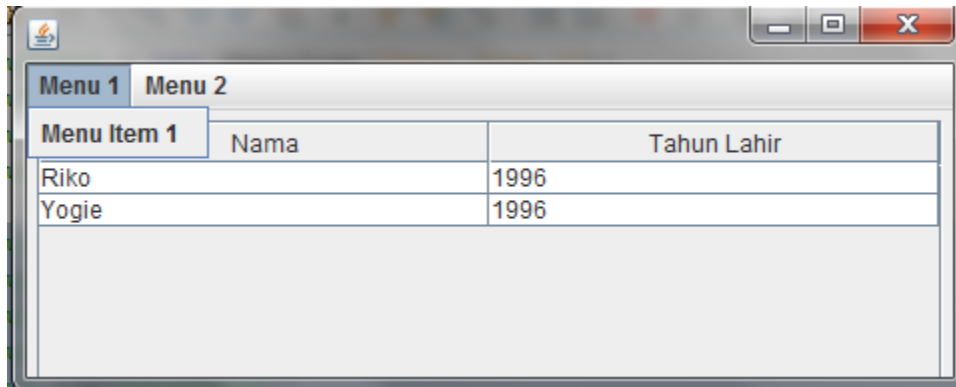 Menu 1 Menu 2
Menu Item 1
Nama Tahun Lahir
Riko 1996
Yogie 1996